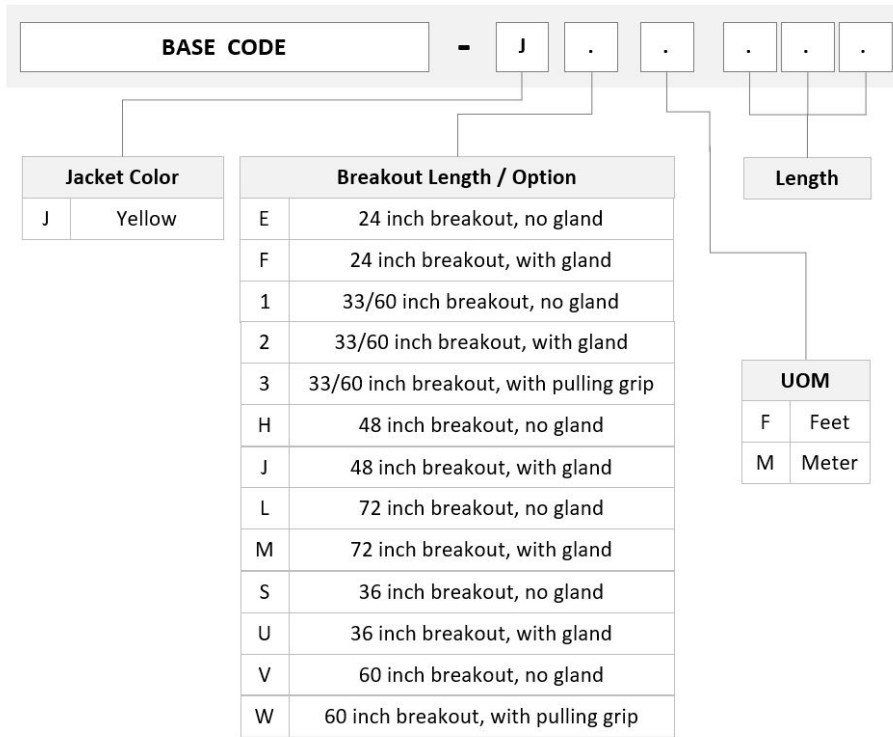 BASE CODE - J . . . . .
Jacket Color
J Yellow
Breakout Length / Option
E 24 inch breakout, no gland
F 24 inch breakout, with gland
1 33/60 inch breakout, no gland
2 33/60 inch breakout, with gland
3 33/60 inch breakout, with pulling grip
H 48 inch breakout, no gland
J 48 inch breakout, with gland
L 72 inch breakout, no gland
M 72 inch breakout, with gland
S 36 inch breakout, no gland
U 36 inch breakout, with gland
V 60 inch breakout, no gland
W 60 inch breakout, with pulling grip
Length
UOM
F Feet
M Meter